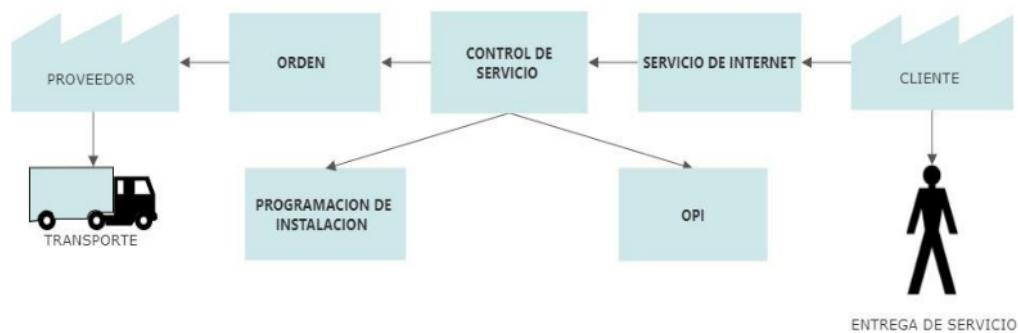 PROVEEDOR
ORDEN
CONTROL DE
SERVICIO
SERVICIO DE INTERNET
CLIENTE
TRANSPORTE
PROGRAMACION DE
INSTALACION
OPI
ENTREGA DE SERVICIO